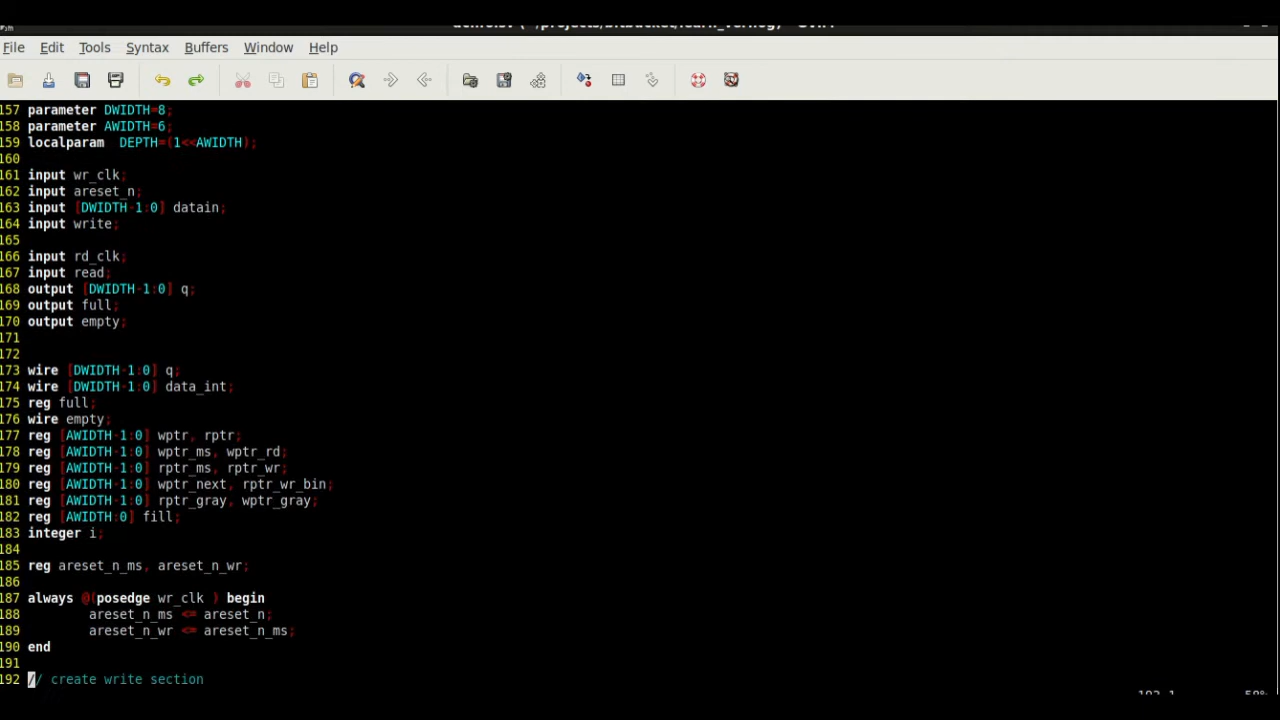 File Edit Tools Syntax Buffers Window Help
157 parameter DWIDTH=8;
158 parameter AWIDTH=6;
159 localparam  DEPTH=(1<<AWIDTH);
160
161 input wr_clk;
162 input areset_n;
163 input [DWIDTH-1:0] datain;
164 input write;
165
166 input rd_clk;
167 input read;
168 output [DWIDTH-1:0] q;
169 output full;
170 output empty;
171
172
173 wire [DWIDTH-1:0] q;
174 wire [DWIDTH-1:0] data_int;
175 reg full;
176 wire empty;
177 reg [AWIDTH-1:0] wptr, rptr;
178 reg [AWIDTH-1:0] wptr_ms, wptr_rd;
179 reg [AWIDTH-1:0] rptr_ms, rptr_wr;
180 reg [AWIDTH-1:0] wptr_next, rptr_wr_bin;
181 reg [AWIDTH-1:0] rptr_gray, wptr_gray;
182 reg [AWIDTH:0] fill;
183 integer i;
184
185 reg areset_n_ms, areset_n_wr;
186
187 always @(posedge wr_clk ) begin
188         areset_n_ms <= areset_n;
189         areset_n_wr <= areset_n_ms;
190 end
191
192 // create write section